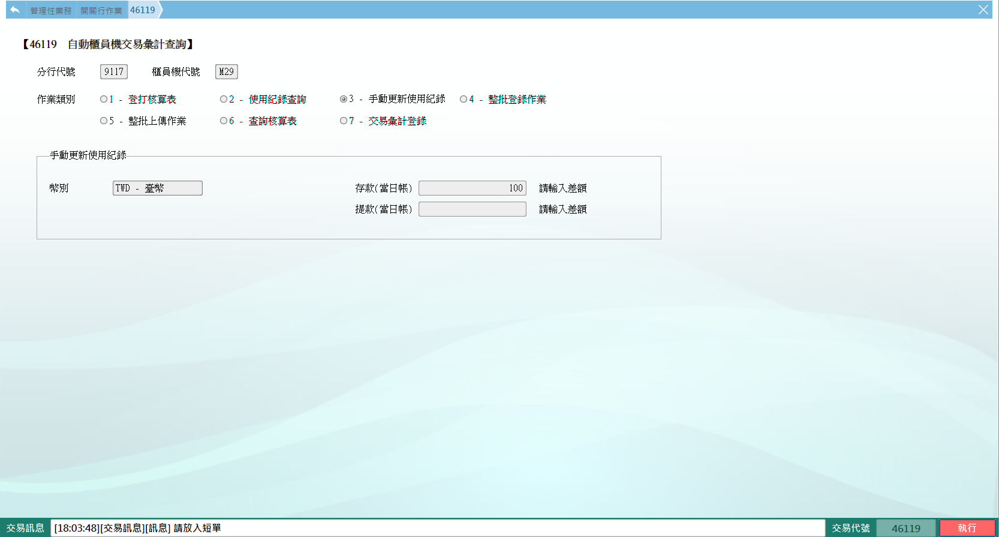 管理性業務 開關行作業 46119
【46119 自動櫃員機交易彙計查詢】
分行代號 9117 櫃員機代號 M29
作業類別 1 - 登打核算表 2 - 使用紀錄查詢 3 - 手動更新使用紀錄 4 - 整批登錄作業
5 - 整批上傳作業 6 - 查詢核算表 7 - 交易彙計登錄
手動更新使用紀錄
幣別 TWD - 臺幣 存款(當日帳) 100 請輸入差額
提款(當日帳) 請輸入差額
交易訊息 [18:03:48][交易訊息][訊息] 請放入短單 交易代號 46119 執行